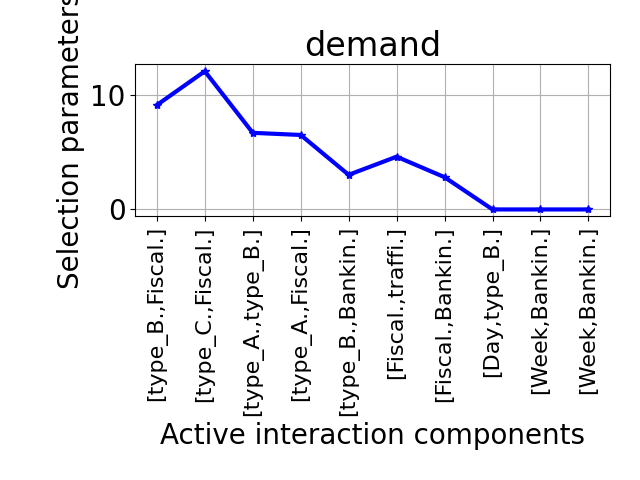 demand
Selection parameters
10
0
[type_B.,Fiscal.]
[type_C.,Fiscal.]
[type_A.,type_B.]
[type_A.,Fiscal.]
[type_B.,Bankin.]
[Fiscal.,traffi.]
[Fiscal.,Bankin.]
[Day,type_B.]
[Week,Bankin.]
[Week,Bankin.]
Active interaction components